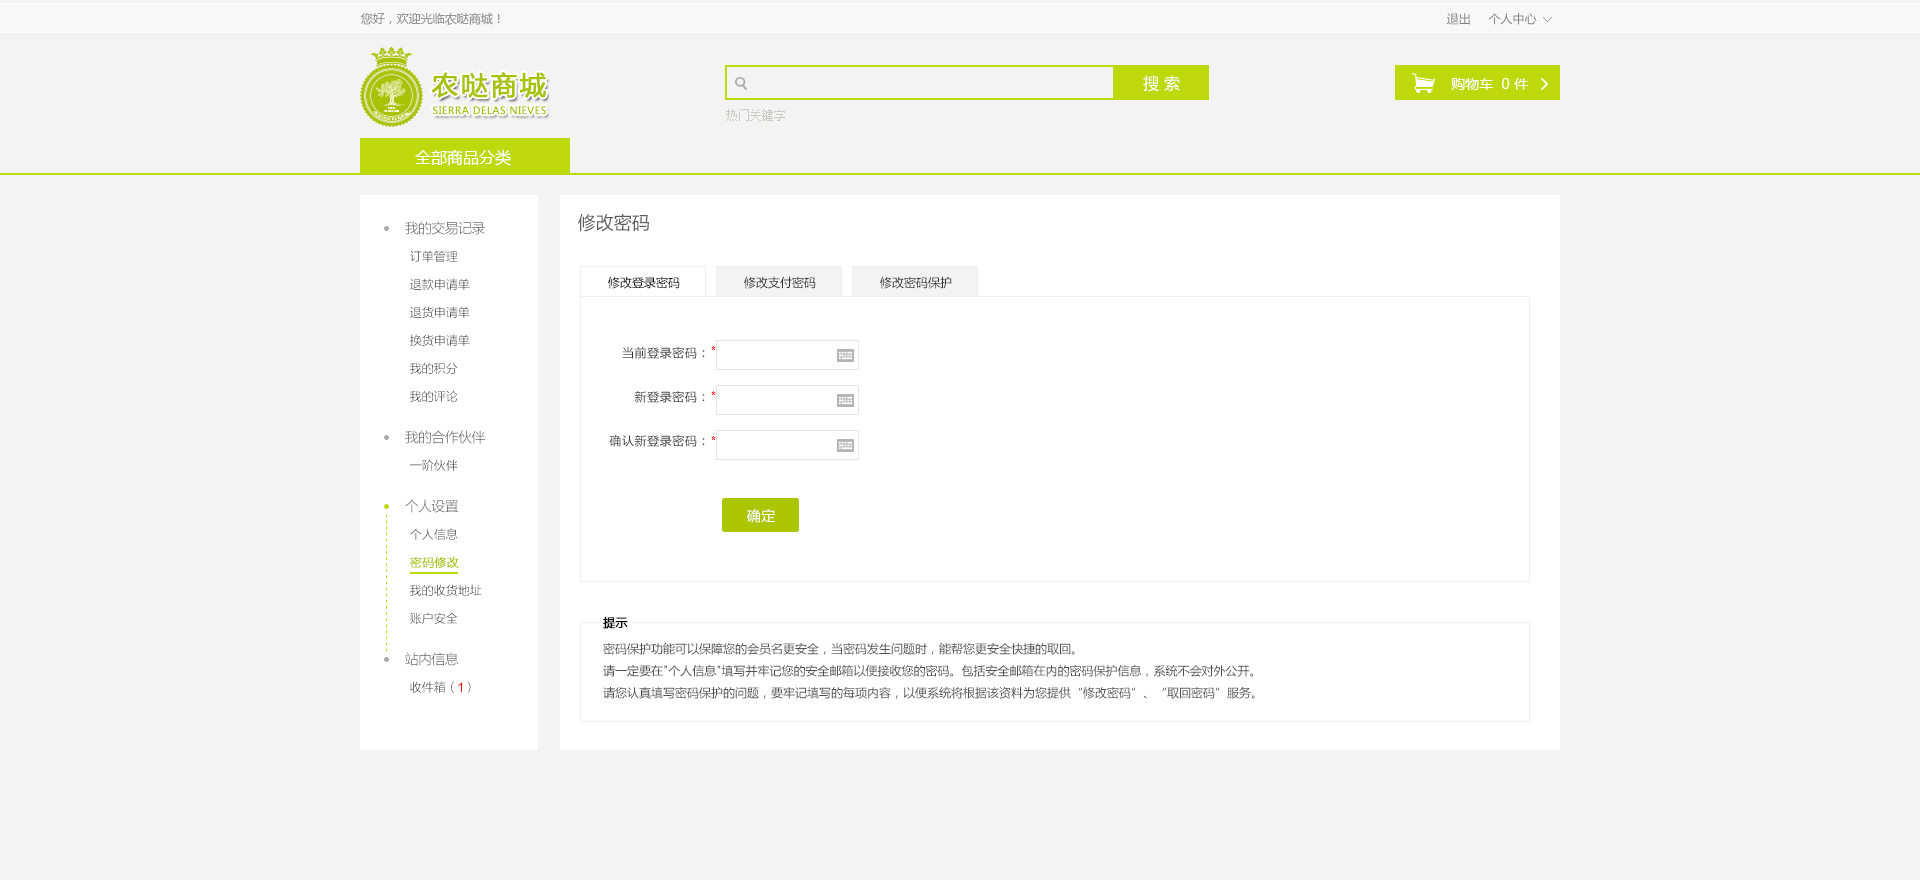 您好，欢迎光临农哒商城！
退出 个人中心
农哒商城
SIERRA DELAS NIEVES
搜 索
购物车 0 件
热门关键字
全部商品分类
我的交易记录
订单管理
退款申请单
退货申请单
换货申请单
我的积分
我的评论
我的合作伙伴
一阶伙伴
个人设置
个人信息
密码修改
我的收货地址
账户安全
站内信息
收件箱（1）
修改密码
修改登录密码 修改支付密码 修改密码保护
当前登录密码：*
新登录密码：*
确认新登录密码：*
确定
提示
密码保护功能可以保障您的会员名更安全，当密码发生问题时，能帮您更安全快捷的取回。
请一定要在"个人信息"填写并牢记您的安全邮箱以便接收您的密码。包括安全邮箱在内的密码保护信息，系统不会对外公开。
请您认真填写密码保护的问题，要牢记填写的每项内容，以便系统将根据该资料为您提供“修改密码”、“取回密码”服务。